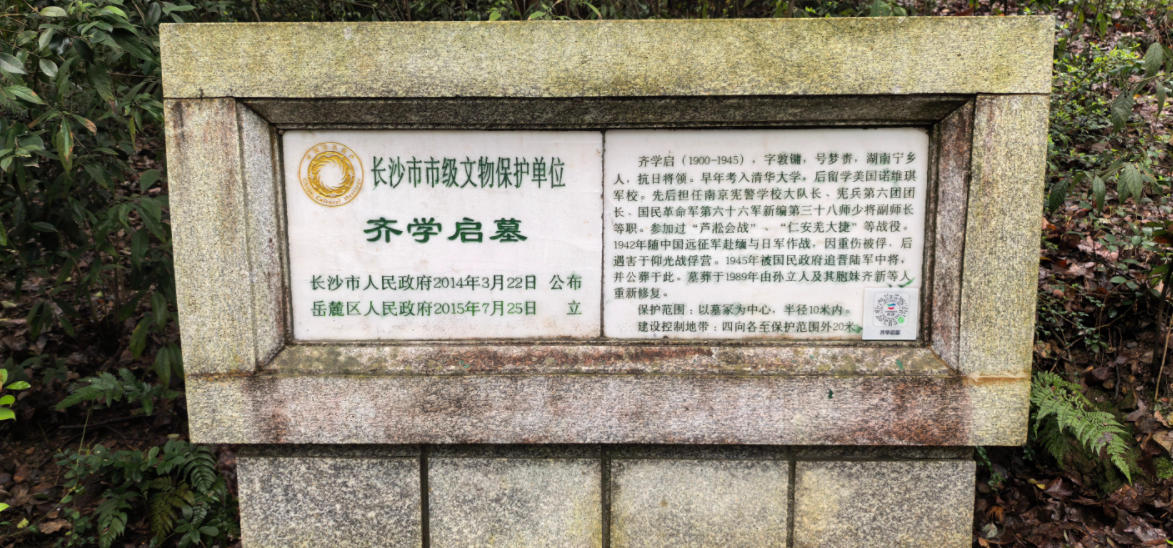 长沙市市级文物保护单位
齐学启墓
长沙市人民政府2014年3月22日 公布
岳麓区人民政府2015年7月25日 立
齐学启（1900-1945），字敦镛，号梦赉，湖南宁乡
人，抗日将领。早年考入清华大学，后留学美国诺维琪
军校。先后担任南京宪警学校大队长、宪兵第六团团
长、国民革命军第六十六军新编第三十八师少将副师长
等职。参加过“芦淞会战”、“仁安羌大捷”等战役。
1942年随中国远征军赴缅与日军作战，因重伤被俘，后
遇害于仰光战俘营。1945年被国民政府追晋陆军中将，
并公葬于此。墓葬于1989年由孙立人及其胞妹齐新等人
重新修复。
保护范围：以墓冢为中心，半径10米内。
建设控制地带：四向各至保护范围外20米
齐学启墓